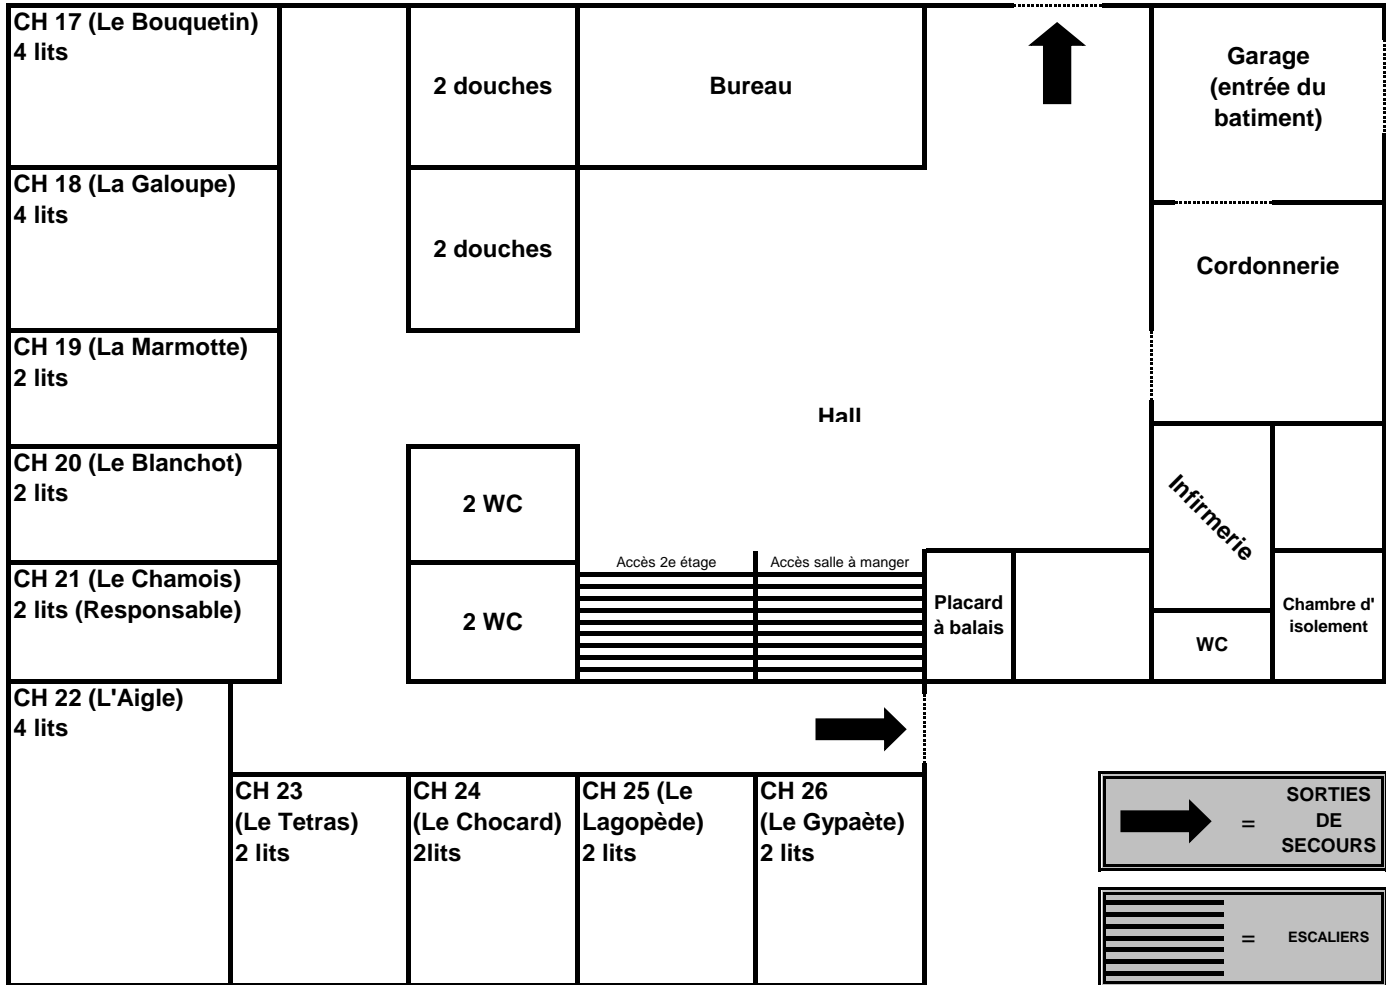 CH 17 (Le Bouquetin)
4 lits
2 douches
Bureau
Garage
(entrée du
batiment)
CH 18 (La Galoupe)
4 lits
2 douches
Cordonnerie
CH 19 (La Marmotte)
2 lits
Hall
CH 20 (Le Blanchot)
2 lits
2 WC
Infirmerie
Accès 2e étage
Accès salle à manger
CH 21 (Le Chamois)
2 lits (Responsable)
2 WC
Placard
à balais
WC
Chambre d'
isolement
CH 22 (L'Aigle)
4 lits
CH 23
(Le Tetras)
2 lits
CH 24
(Le Chocard)
2lits
CH 25 (Le
Lagopède)
2 lits
CH 26
(Le Gypaète)
2 lits
=
SORTIES
DE
SECOURS
=
ESCALIERS